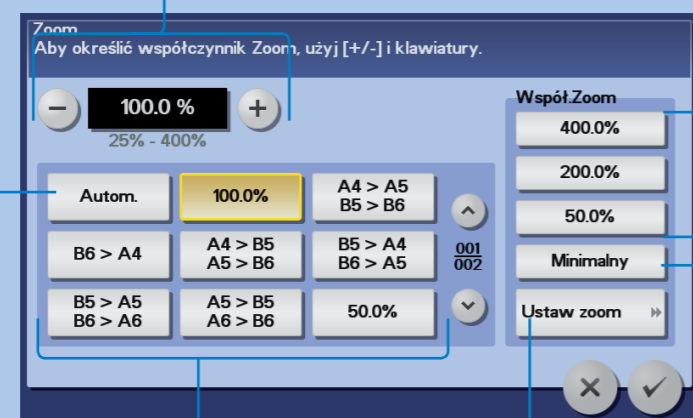 Zoom
Aby określić współczynnik Zoom, użyj [+/-] i klawiatury.
− 100.0 % +
25% - 400%
Autom.
100.0%
A4 > A5
B5 > B6
B6 > A4
A4 > B5
A5 > B6
B5 > A4
B6 > A5
B5 > A5
B6 > A6
A5 > B5
A6 > B6
50.0%
001
002
Współ.Zoom
400.0%
200.0%
50.0%
Minimalny
Ustaw zoom